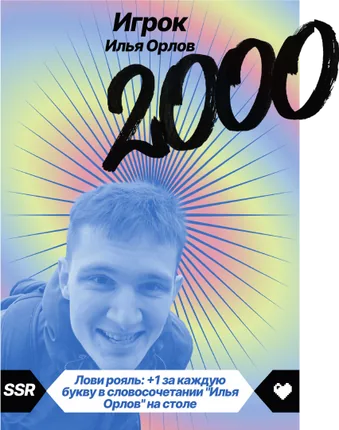 Игрок
Илья Орлов
2000
SSR
Лови рояль: +1 за каждую
букву в словосочетании "Илья
Орлов" на столе